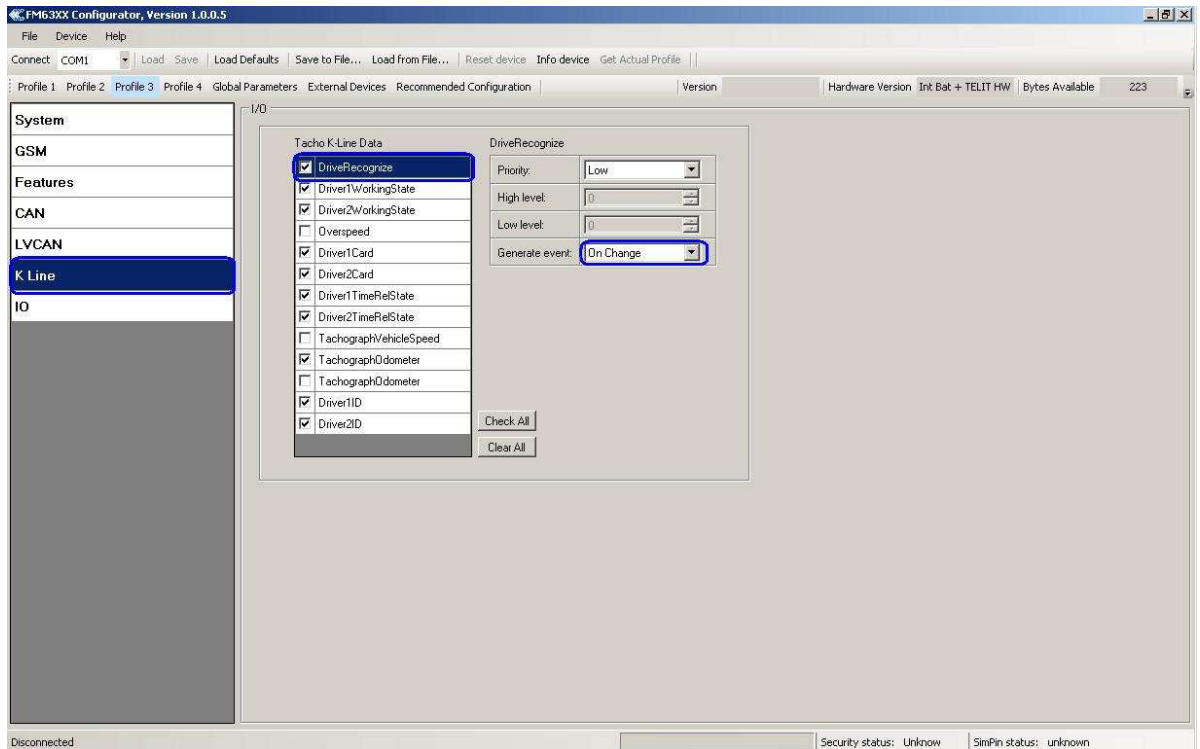 FM63XX Configurator, Version 1.0.0.5
File Device Help
Connect COM1 Load Save Load Defaults Save to File... Load from File... Reset device Info device Get Actual Profile
Profile 1 Profile 2 Profile 3 Profile 4 Global Parameters External Devices Recommended Configuration Version Hardware Version Int Bat + TELIT HW Bytes Available 223
System
GSM
Features
CAN
LVCAN
K Line
IO
I/O
Tacho K-Line Data
DriveRecognize
Driver1WorkingState
Driver2WorkingState
Overspeed
Driver1Card
Driver2Card
Driver1TimeRelState
Driver2TimeRelState
TachographVehicleSpeed
TachographOdometer
TachographOdometer
Driver1ID
Driver2ID
DriveRecognize
Priority: Low
High level: 0
Low level: 0
Generate event: On Change
Check All
Clear All
Disconnected Security status: Unknow SimPin status: unknown